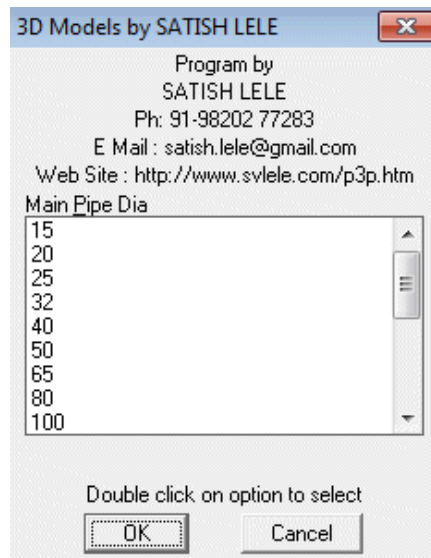 3D Models by SATISH LELE
Program by
SATISH LELE
Ph: 91-98202 77283
E Mail : satish.lele@gmail.com
Web Site : http://www.svlele.com/p3p.htm
Main Pipe Dia
15
20
25
32
40
50
65
80
100
Double click on option to select
OK
Cancel